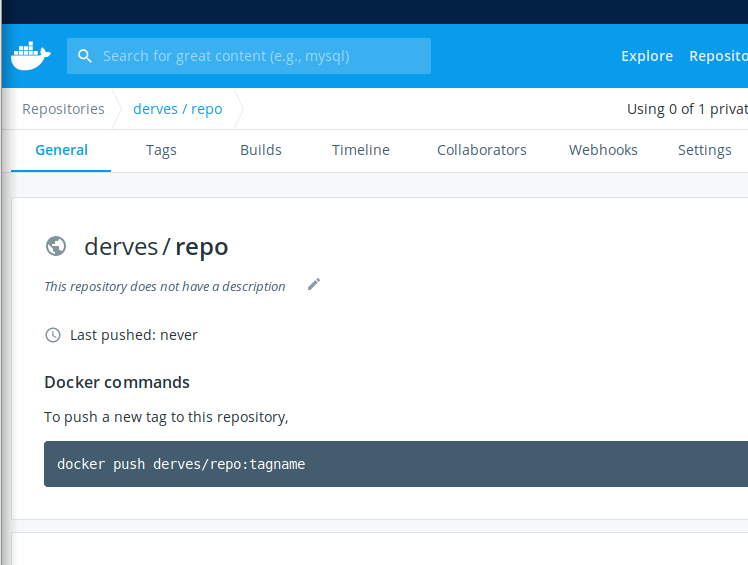 Search for great content (e.g., mysql)
Explore Reposito
Repositories derves / repo Using 0 of 1 privat
General Tags Builds Timeline Collaborators Webhooks Settings
derves / repo
This repository does not have a description
Last pushed: never
Docker commands
To push a new tag to this repository,
docker push derves/repo:tagname